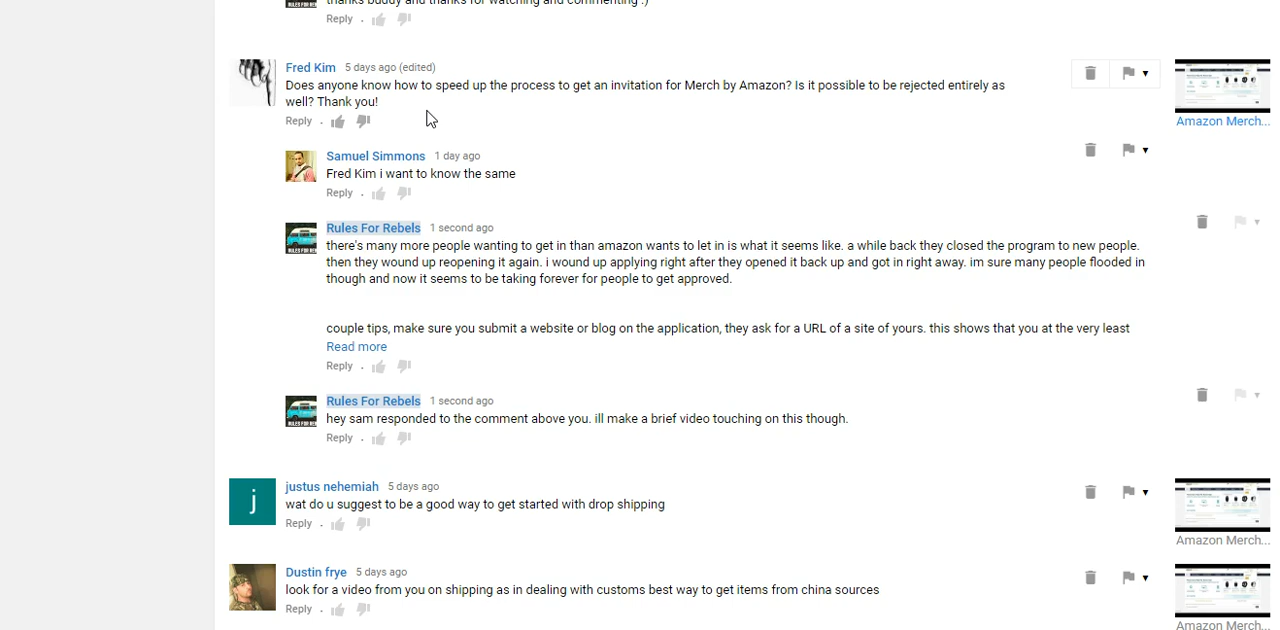 thanks buddy and thanks for watching and commenting :)
Reply
Fred Kim 5 days ago (edited)
Does anyone know how to speed up the process to get an invitation for Merch by Amazon? Is it possible to be rejected entirely as
well? Thank you!
Amazon Merch...
Reply
Samuel Simmons 1 day ago
Fred Kim i want to know the same
Reply
Rules For Rebels 1 second ago
there's many more people wanting to get in than amazon wants to let in is what it seems like. a while back they closed the program to new people.
then they wound up reopening it again. i wound up applying right after they opened it back up and got in right away. im sure many people flooded in
though and now it seems to be taking forever for people to get approved.
couple tips, make sure you submit a website or blog on the application, they ask for a URL of a site of yours. this shows that you at the very least
Read more
Reply
Rules For Rebels 1 second ago
hey sam responded to the comment above you. ill make a brief video touching on this though.
Reply
justus nehemiah 5 days ago
j
wat do u suggest to be a good way to get started with drop shipping
Reply
Amazon Merch...
Dustin frye 5 days ago
look for a video from you on shipping as in dealing with customs best way to get items from china sources
Reply
Amazon Merch...